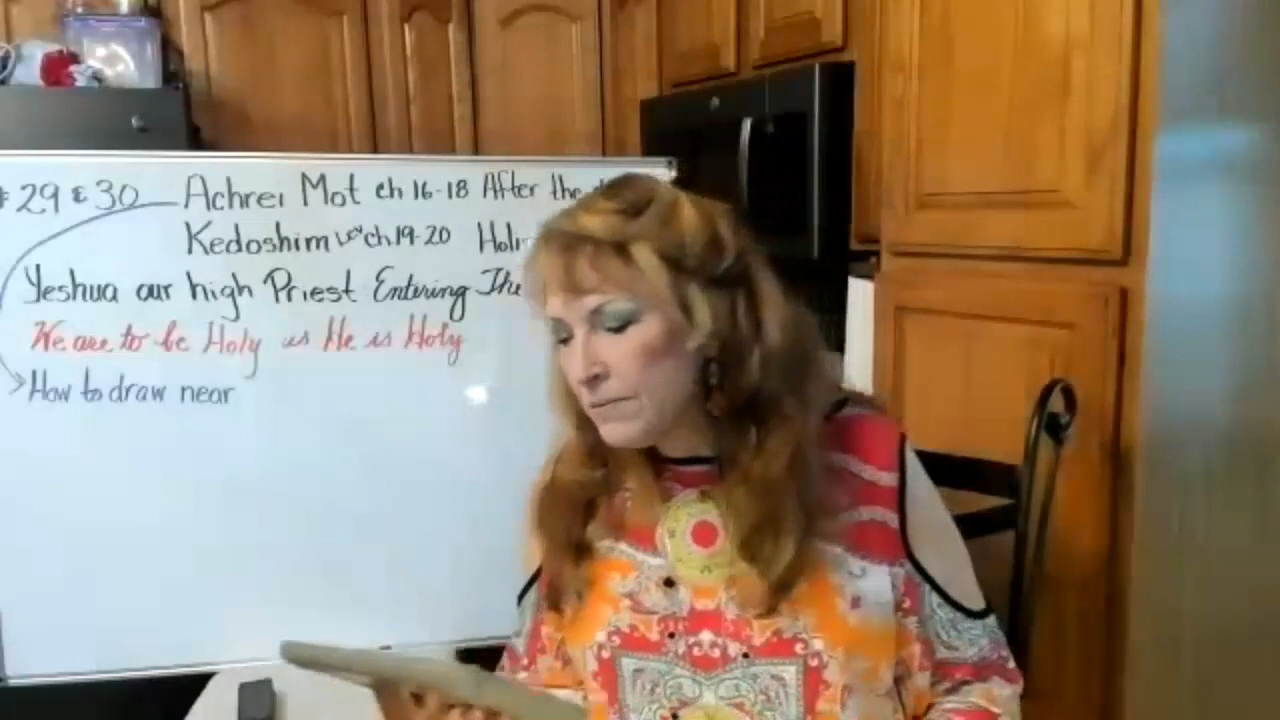 # 29 & 30 Achrei Mot ch 16-18 After the
Kedoshim Lev ch 19-20
Yeshua our high Priest Entering The
We are to be Holy as He is Holy
How to draw near